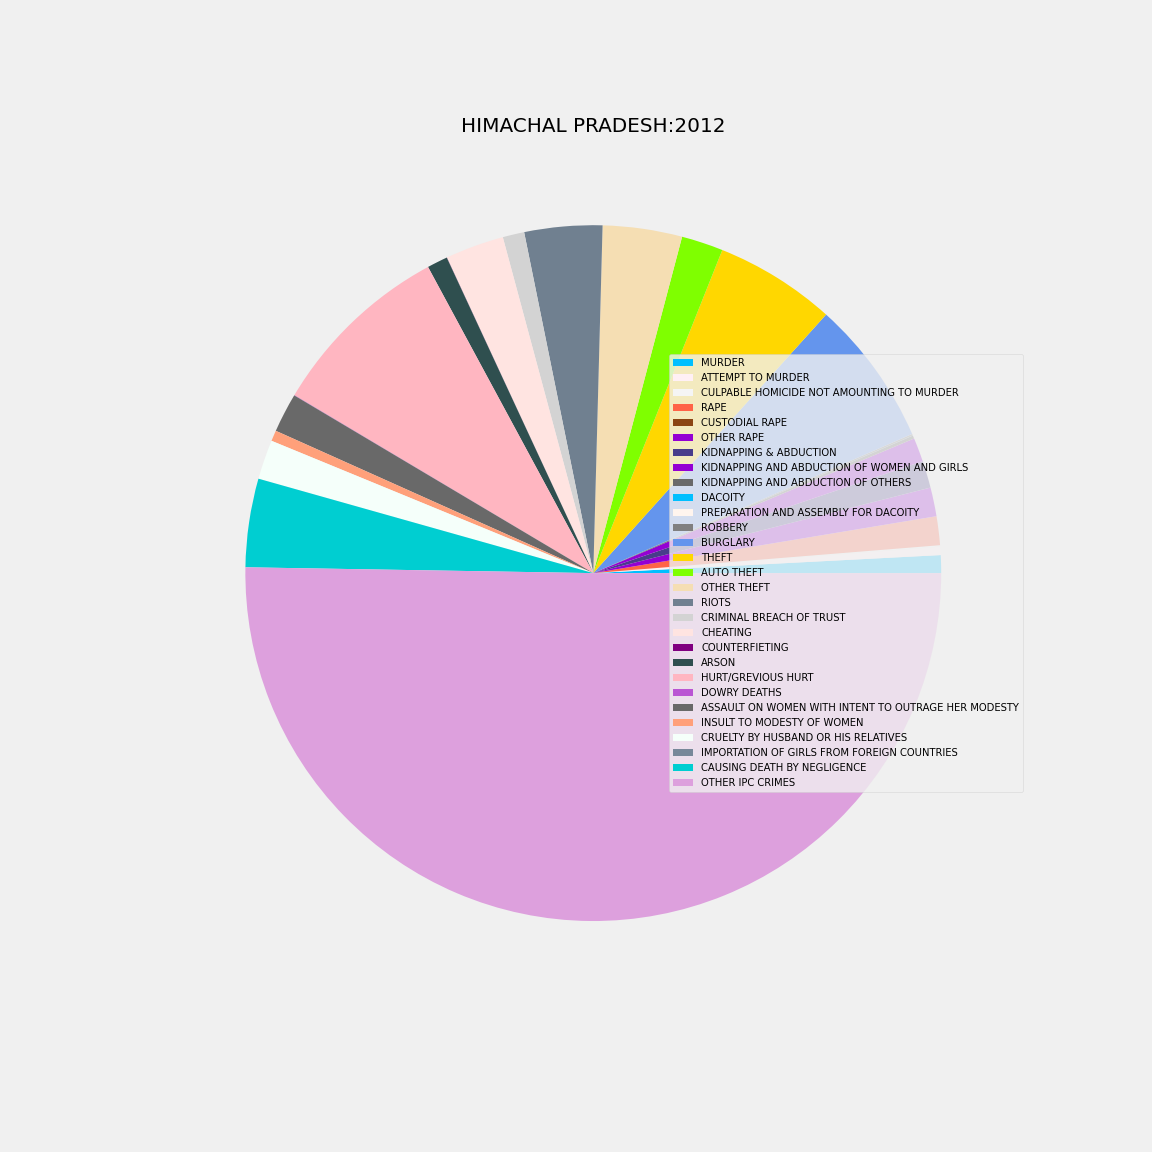 HIMACHAL PRADESH:2012
MURDER
ATTEMPT TO MURDER
CULPABLE HOMICIDE NOT AMOUNTING TO MURDER
RAPE
CUSTODIAL RAPE
OTHER RAPE
KIDNAPPING & ABDUCTION
KIDNAPPING AND ABDUCTION OF WOMEN AND GIRLS
KIDNAPPING AND ABDUCTION OF OTHERS
DACOITY
PREPARATION AND ASSEMBLY FOR DACOITY
ROBBERY
BURGLARY
THEFT
AUTO THEFT
OTHER THEFT
RIOTS
CRIMINAL BREACH OF TRUST
CHEATING
COUNTERFIETING
ARSON
HURT/GREVIOUS HURT
DOWRY DEATHS
ASSAULT ON WOMEN WITH INTENT TO OUTRAGE HER MODESTY
INSULT TO MODESTY OF WOMEN
CRUELTY BY HUSBAND OR HIS RELATIVES
IMPORTATION OF GIRLS FROM FOREIGN COUNTRIES
CAUSING DEATH BY NEGLIGENCE
OTHER IPC CRIMES